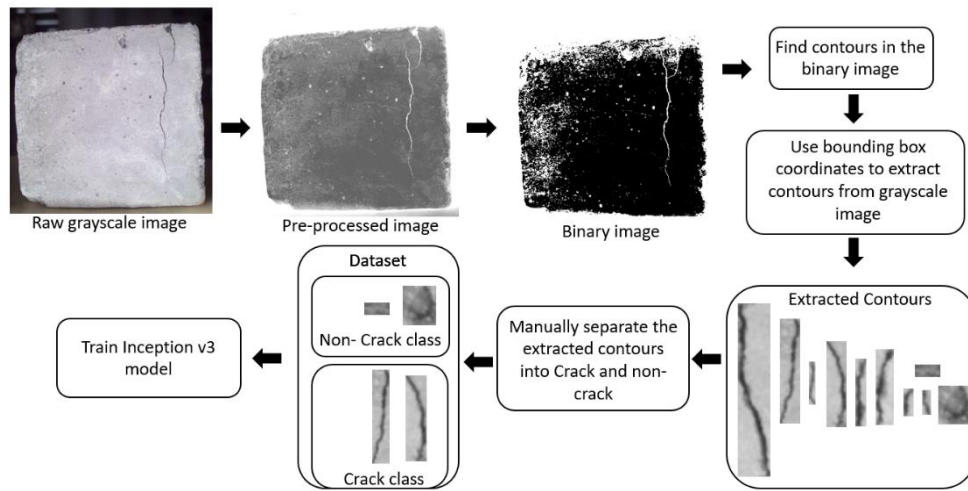 Raw grayscale image
Pre-processed image
Binary image
Find contours in the
binary image
Use bounding box
coordinates to extract
contours from grayscale
image
Extracted Contours
Manually separate the
extracted contours
into Crack and non-
crack
Dataset
Non- Crack class
Crack class
Train Inception v3
model